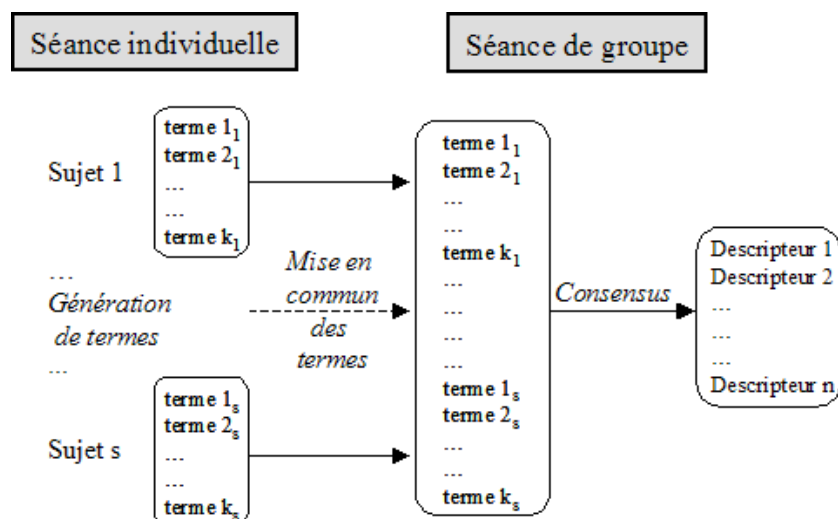 Séance individuelle
Séance de groupe
Sujet 1
terme 1₁
terme 2₁
...
...
terme k₁
...
Génération
de termes
...
Sujet s
terme 1ₛ
terme 2ₛ
...
...
terme kₛ
Mise en
commun
des
termes
terme 1₁
terme 2₁
...
...
terme k₁
...
...
...
...
terme 1ₛ
terme 2ₛ
...
...
terme kₛ
Consensus
Descripteur 1
Descripteur 2
...
...
...
Descripteur n